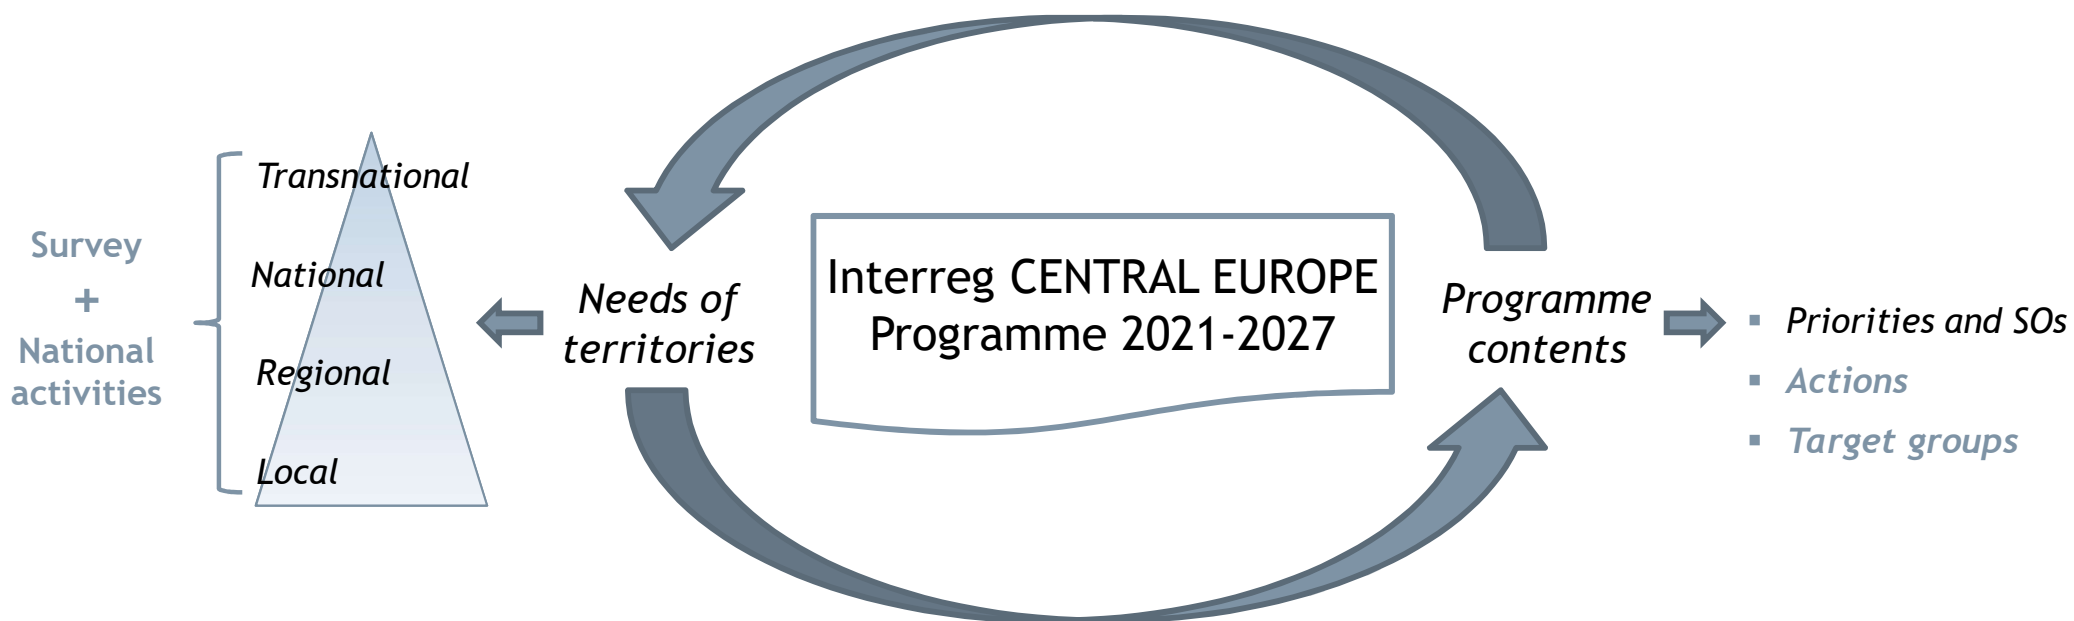 Survey
+
National
activities
Transnational
National
Regional
Local
Needs of
territories
Interreg CENTRAL EUROPE
Programme 2021-2027
Programme
contents
▪ Priorities and SOs
▪ Actions
▪ Target groups